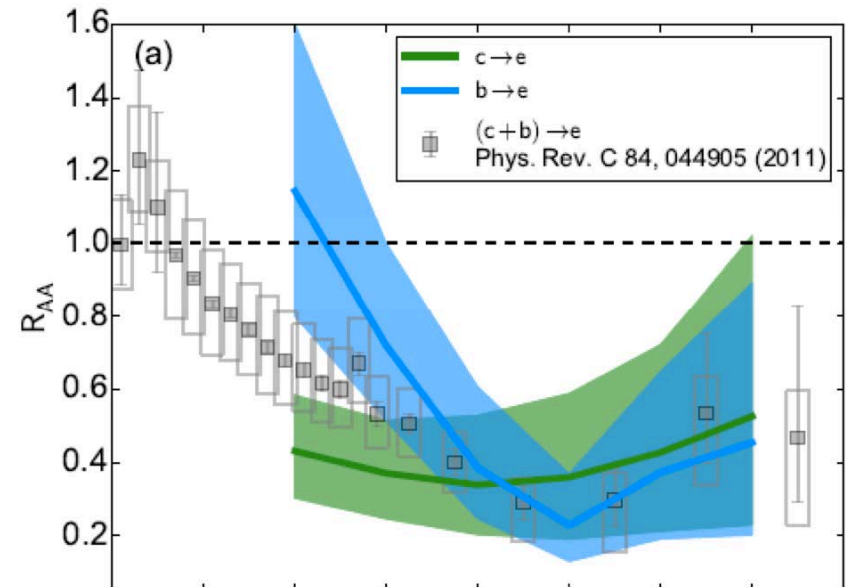 1.6
(a)
c→e
b→e
(c+b)→e
Phys. Rev. C 84, 044905 (2011)
1.4
1.2
1.0
R_AA
0.8
0.6
0.4
0.2